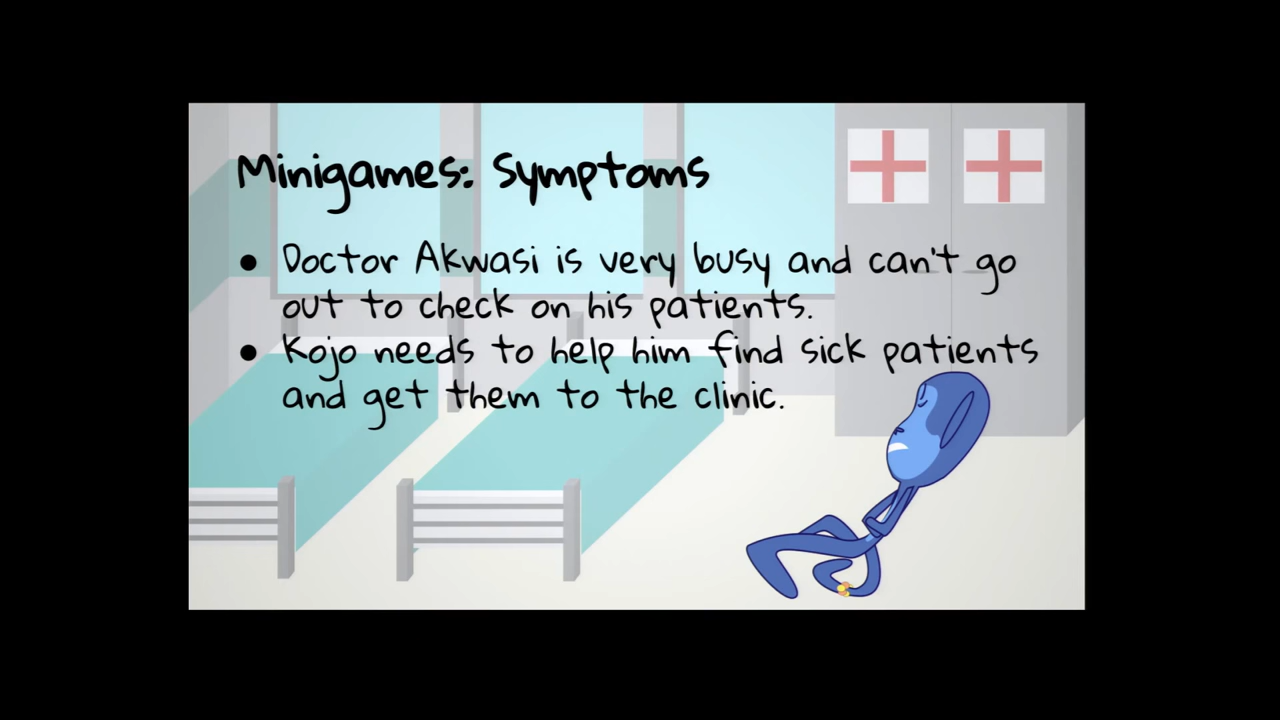 Minigames: Symptoms
• Doctor Akwasi is very busy and can't go
out to check on his patients.
• Kojo needs to help him find sick patients
and get them to the clinic.